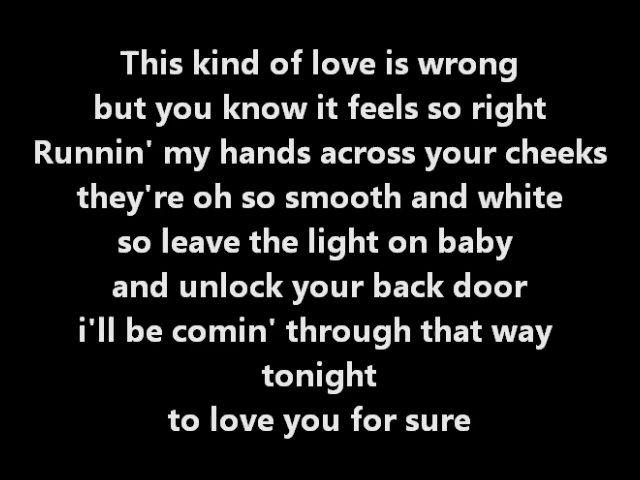 This kind of love is wrong
but you know it feels so right
Runnin' my hands across your cheeks
they're oh so smooth and white
so leave the light on baby
and unlock your back door
i'll be comin' through that way
tonight
to love you for sure